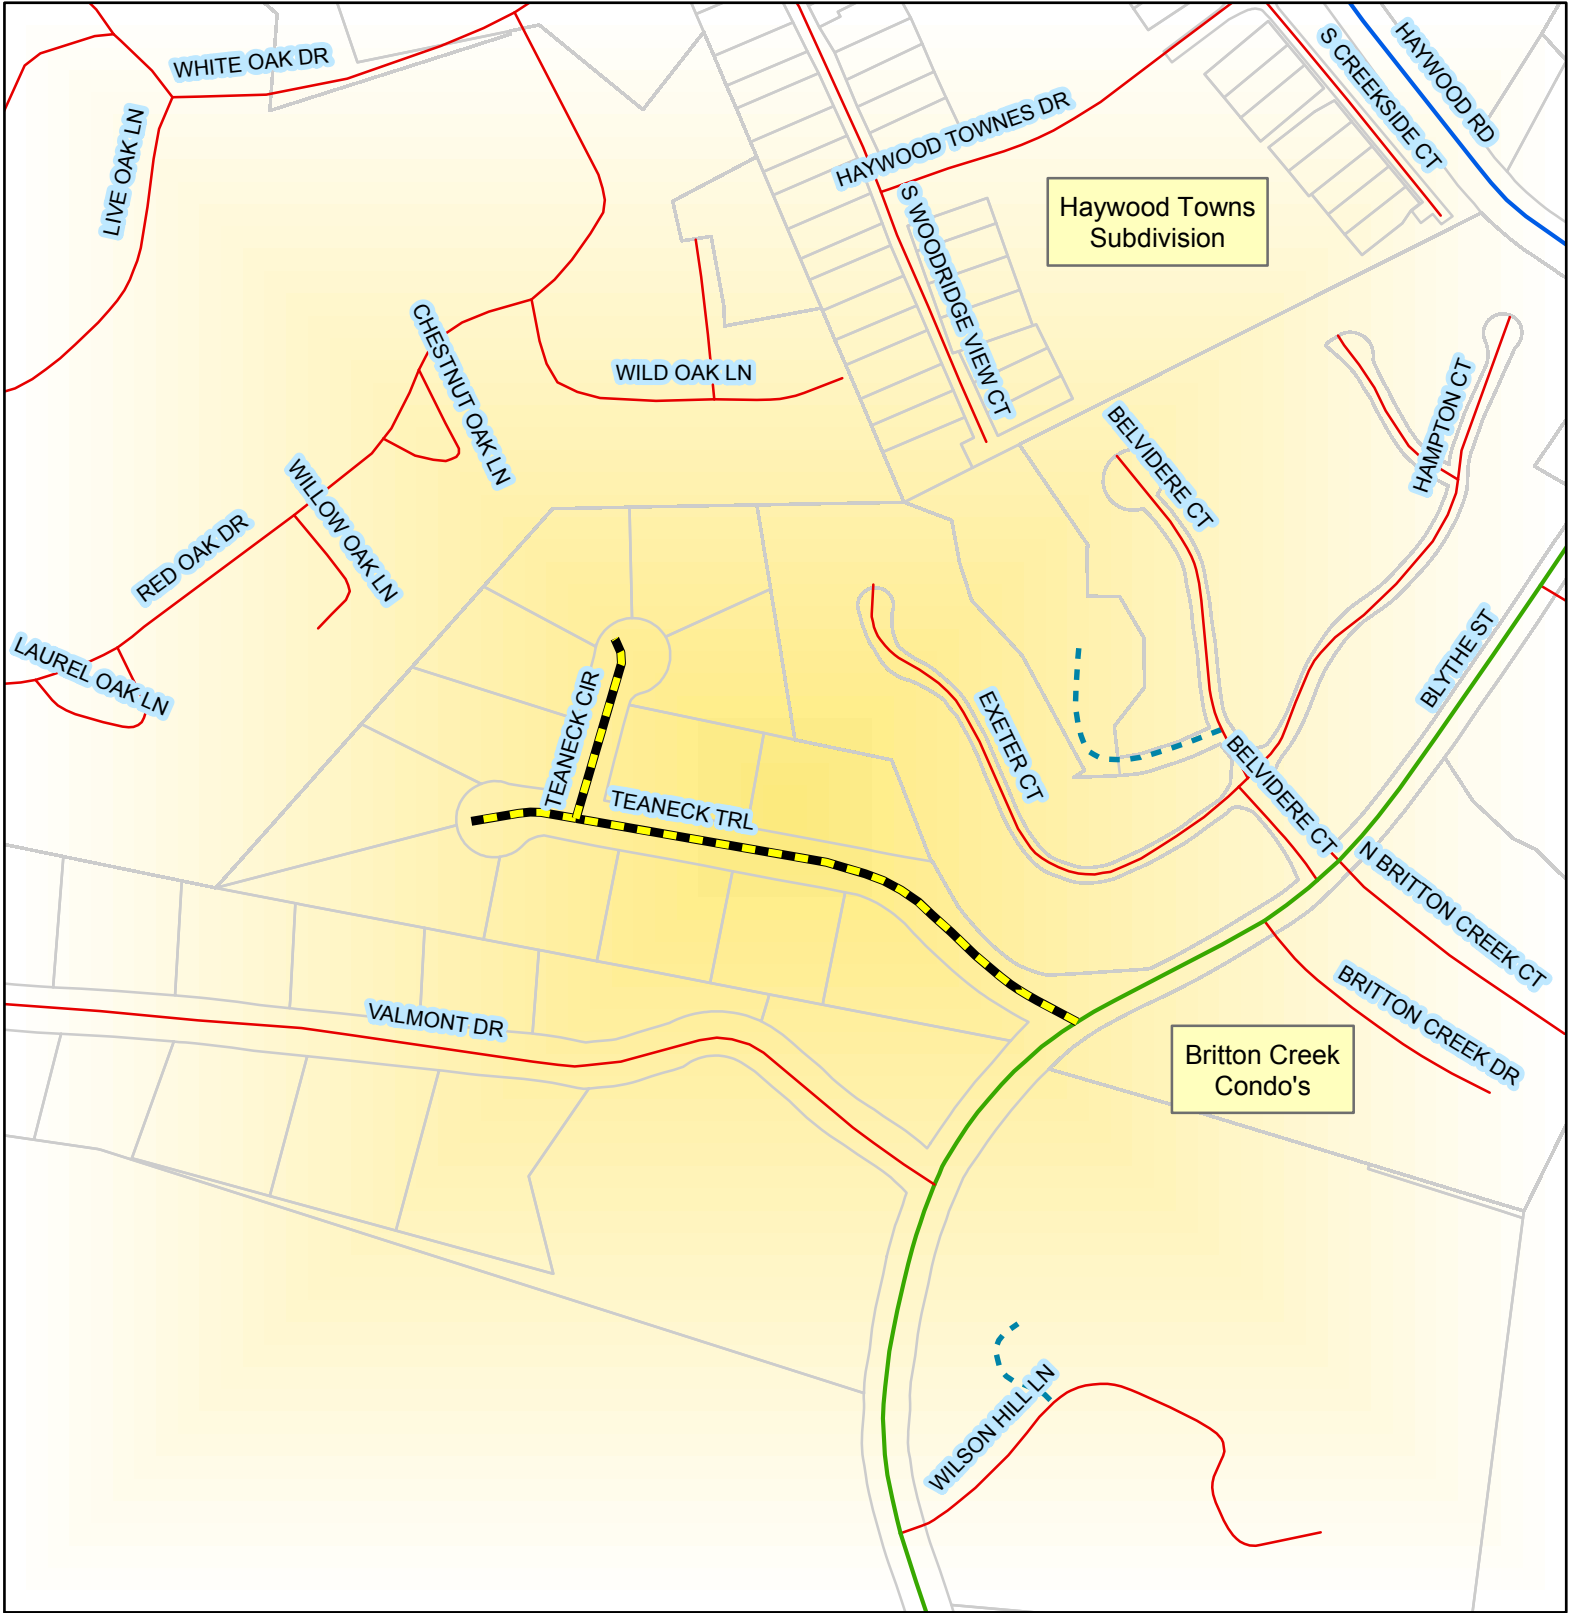 WHITE OAK DR
LIVE OAK LN
S CREEKSIDE CT
HAYWOOD RD
HAYWOOD TOWNES DR
Haywood Towns
Subdivision
S WOODRIDGE VIEW CT
CHESTNUT OAK LN
WILD OAK LN
HAMPTON CT
BELVIDERE CT
WILLOW OAK LN
RED OAK DR
LAUREL OAK LN
BLYTHE ST
TEANECK CIR
TEANECK TRL
EXETER CT
BELVIDERE CT
N BRITTON CREEK CT
BRITTON CREEK DR
VALMONT DR
Britton Creek
Condo's
WILSON HILL LN